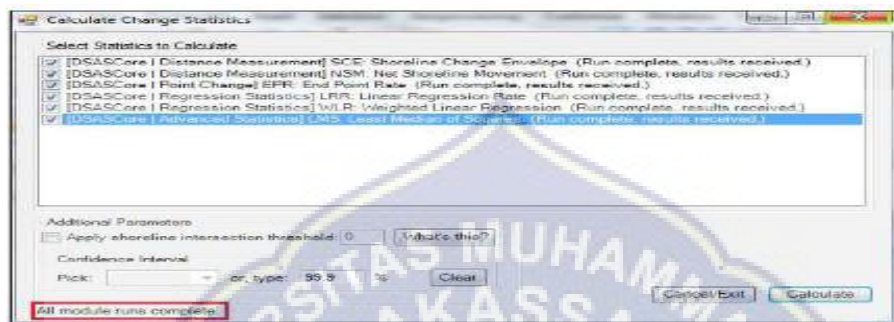 Calculate Change Statistics
Select Statistics to Calculate
[DSASCore | Distance Measurement] SCE: Shoreline Change Envelope (Run complete, results received.)
[DSASCore | Distance Measurement] NSM: Net Shoreline Movement (Run complete, results received.)
[DSASCore | Point Change] EPR: End Point Rate (Run complete, results received.)
[DSASCore | Regression Statistics] LRR: Linear Regression Rate (Run complete, results received.)
[DSASCore | Regression Statistics] WLR: Weighted Linear Regression (Run complete, results received.)
[DSASCore | Advanced Statistics] LMS: Least Median of Squares (Run complete, results received.)
Additional Parameters
Apply shoreline intersection threshold: 0 What's this?
Confidence Interval
Pick: or, type: 99.9 % Clear
Cancel/Exit Calculate
All module runs complete.
SITAS MUHAMM
AKASS